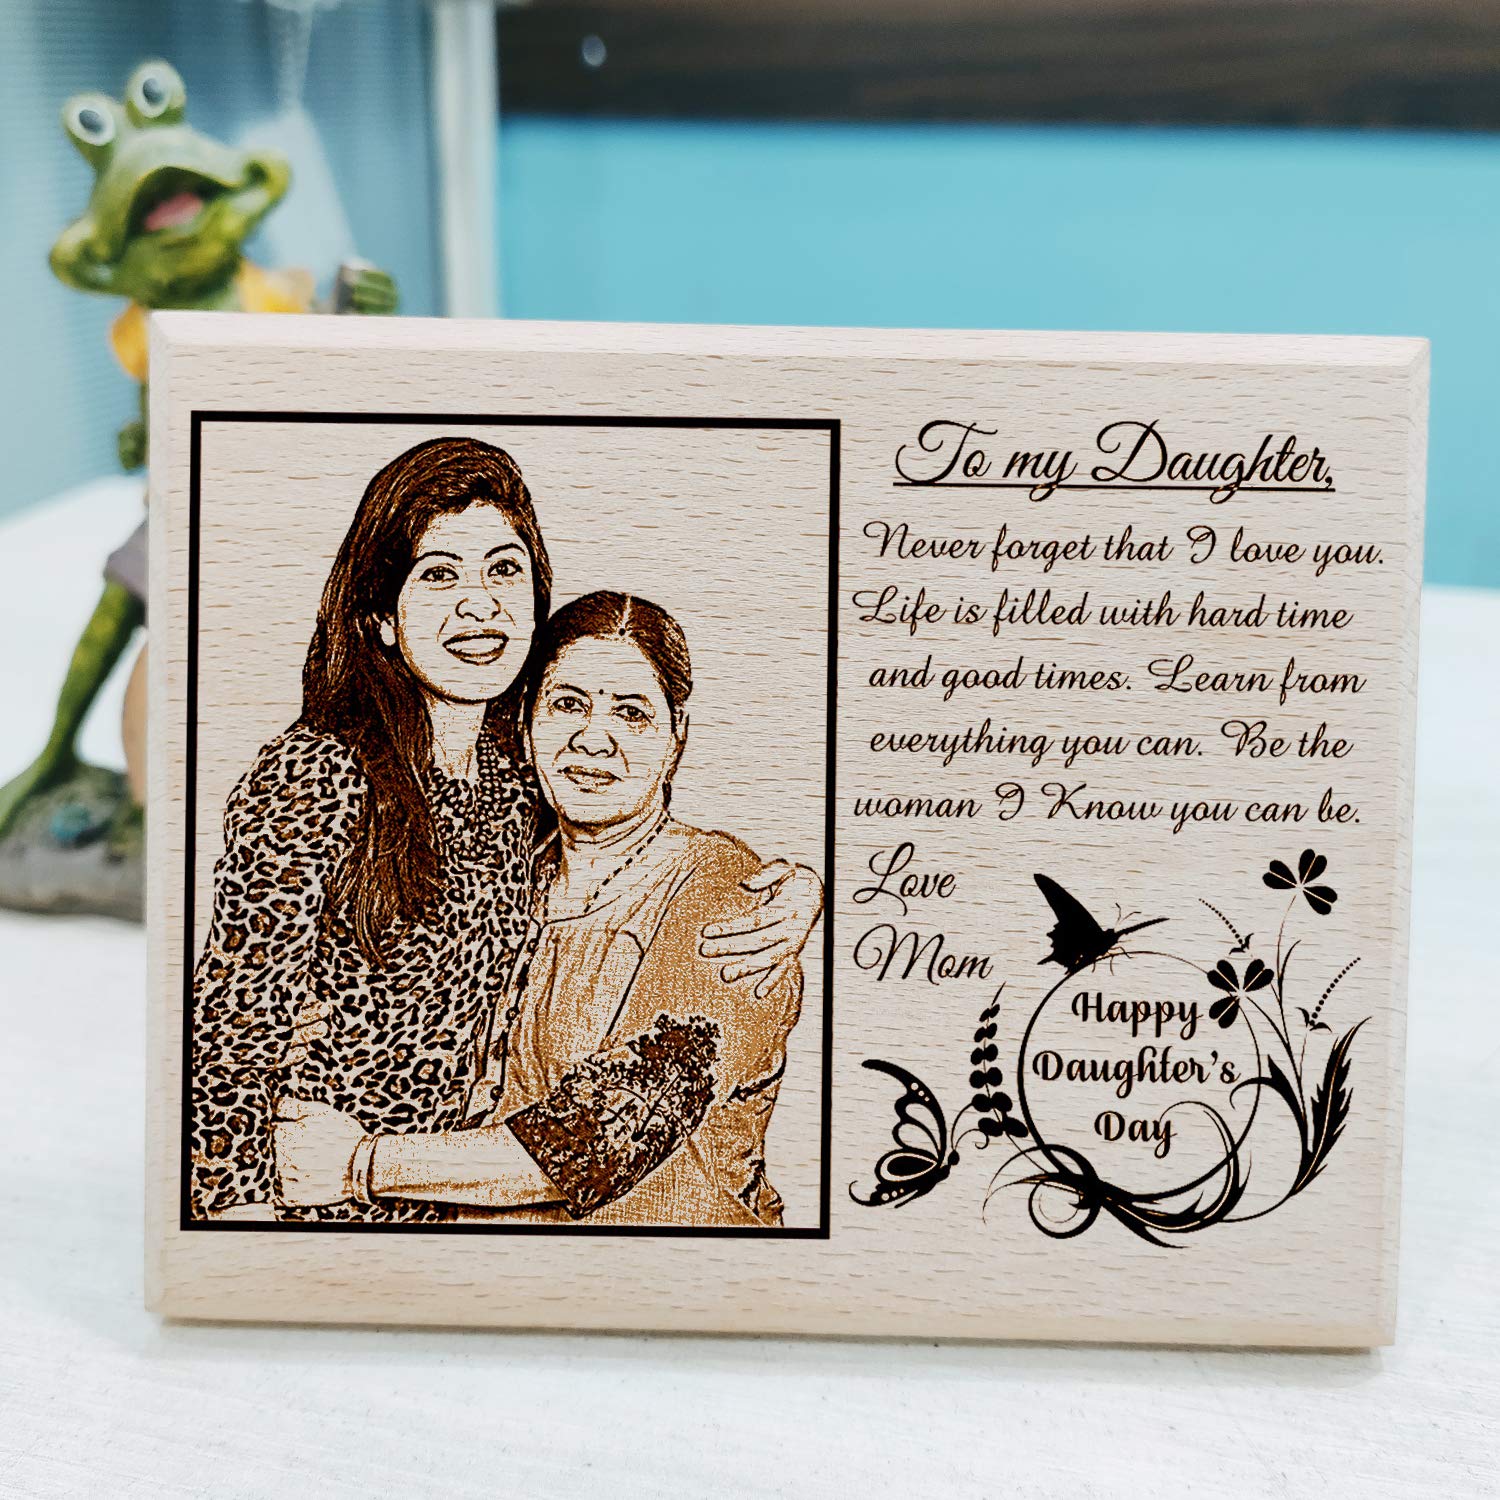 To my Daughter,
Never forget that I love you.
Life is filled with hard time
and good times. Learn from
everything you can. Be the
woman I Know you can be.
Love
Mom
Happy
Daughter's
Day